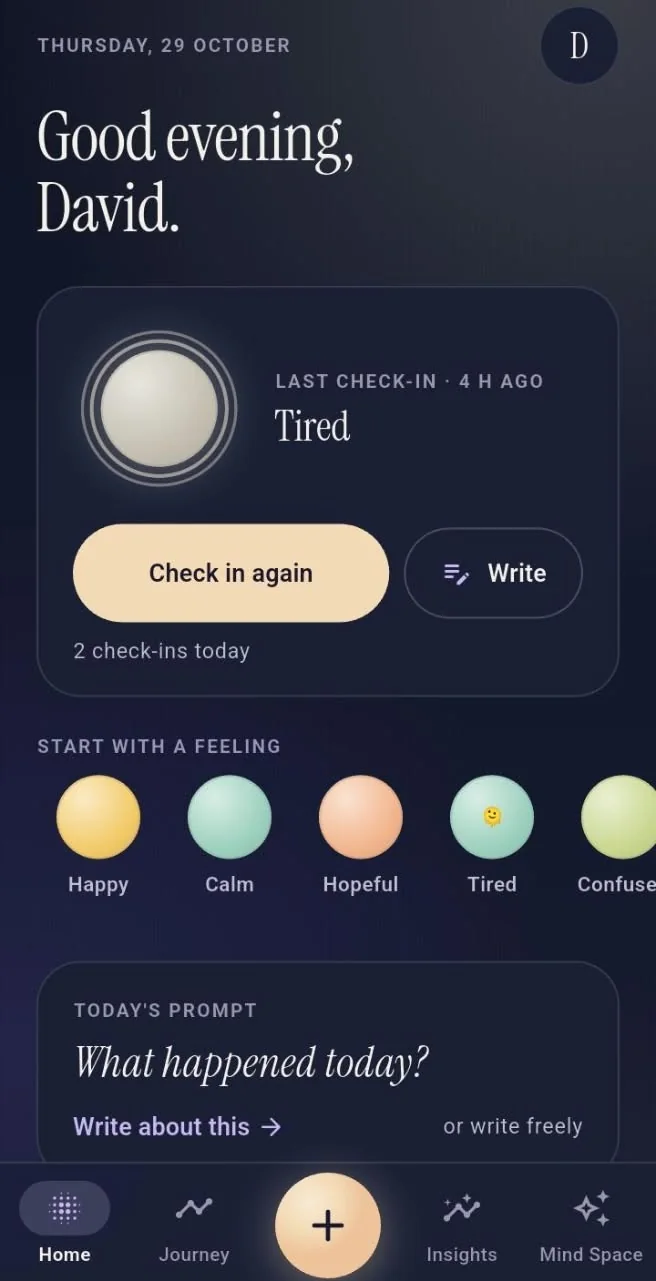 THURSDAY, 29 OCTOBER
D
Good evening,
David.
LAST CHECK-IN · 4 H AGO
Tired
Check in again
Write
2 check-ins today
START WITH A FEELING
Happy
Calm
Hopeful
Tired
Confuse
TODAY'S PROMPT
What happened today?
Write about this →
or write freely
Home
Journey
Insights
Mind Space